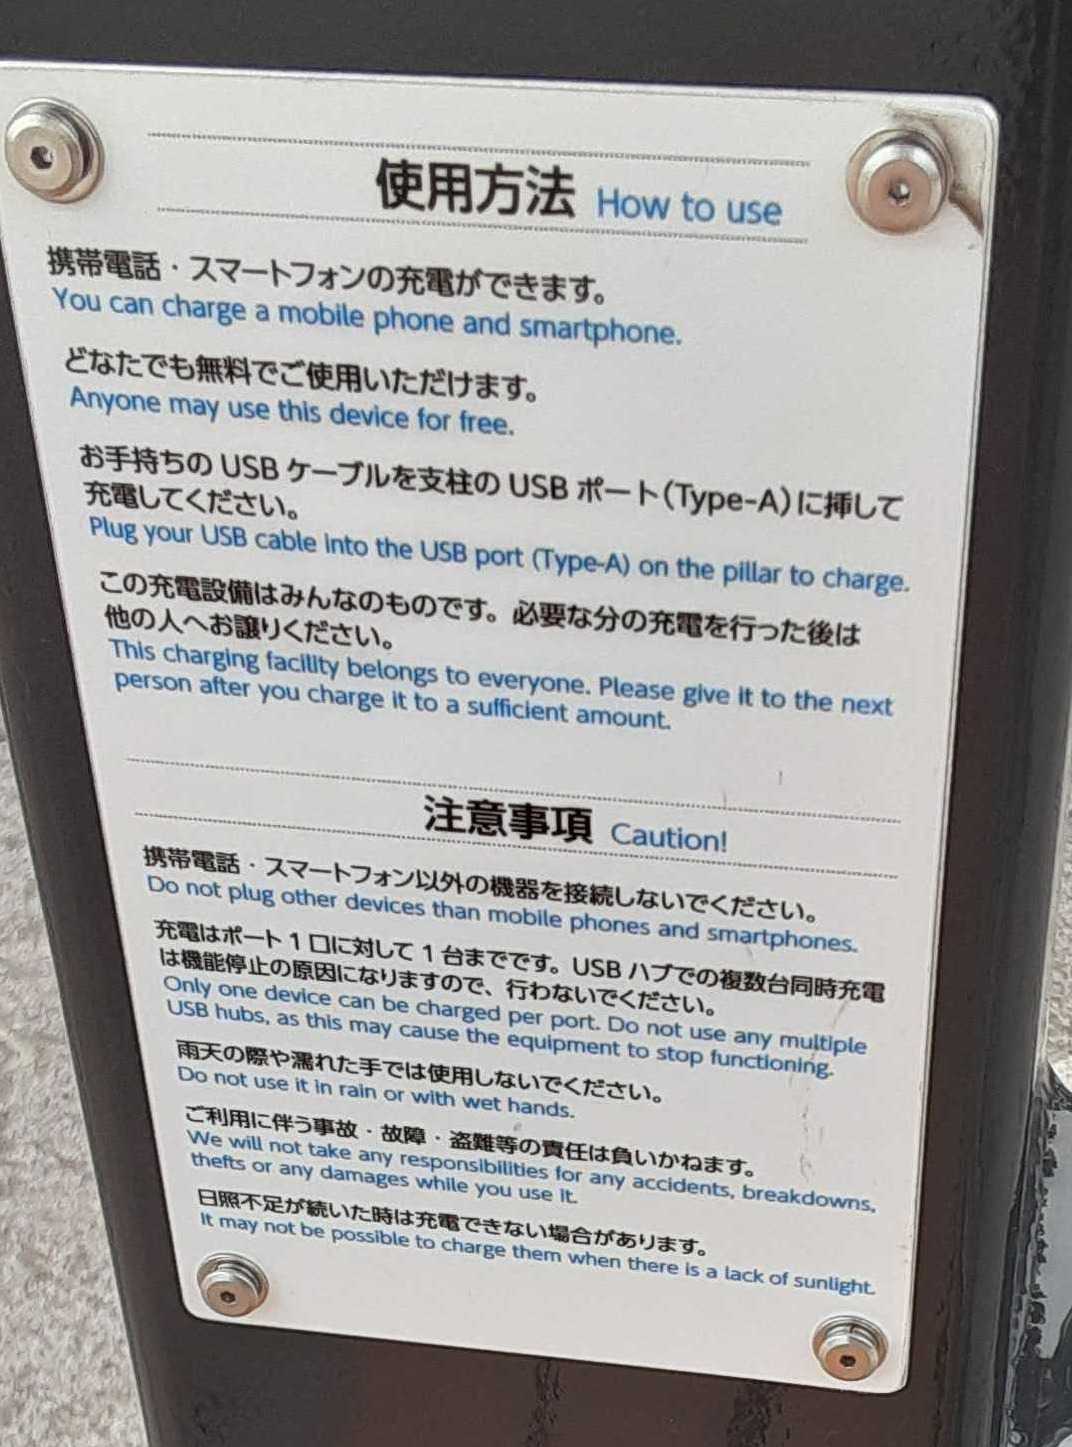 使用方法 How to use
携帯電話・スマートフォンの充電ができます。
You can charge a mobile phone and smartphone.
どなたでも無料でご使用いただけます。
Anyone may use this device for free.
お手持ちの USB ケーブルを支柱の USB ポート(Type-A)に挿して
充電してください。
Plug your USB cable into the USB port (Type-A) on the pillar to charge.
この充電設備はみんなのものです。必要な分の充電を行った後は
他の人へお譲りください。
This charging facility belongs to everyone. Please give it to the next
person after you charge it to a sufficient amount.
注意事項 Caution!
携帯電話・スマートフォン以外の機器を接続しないでください。
Do not plug other devices than mobile phones and smartphones.
充電はポート 1 口に対して 1 台までです。USB ハブでの複数台同時充電
は機能停止の原因になりますので、行わないでください。
Only one device can be charged per port. Do not use any multiple
USB hubs, as this may cause the equipment to stop functioning.
雨天の際や濡れた手では使用しないでください。
Do not use it in rain or with wet hands.
ご利用に伴う事故・故障・盗難等の責任は負いかねます。
We will not take any responsibilities for any accidents, breakdowns,
thefts or any damages while you use it.
日照不足が続いた時は充電できない場合があります。
It may not be possible to charge them when there is a lack of sunlight.